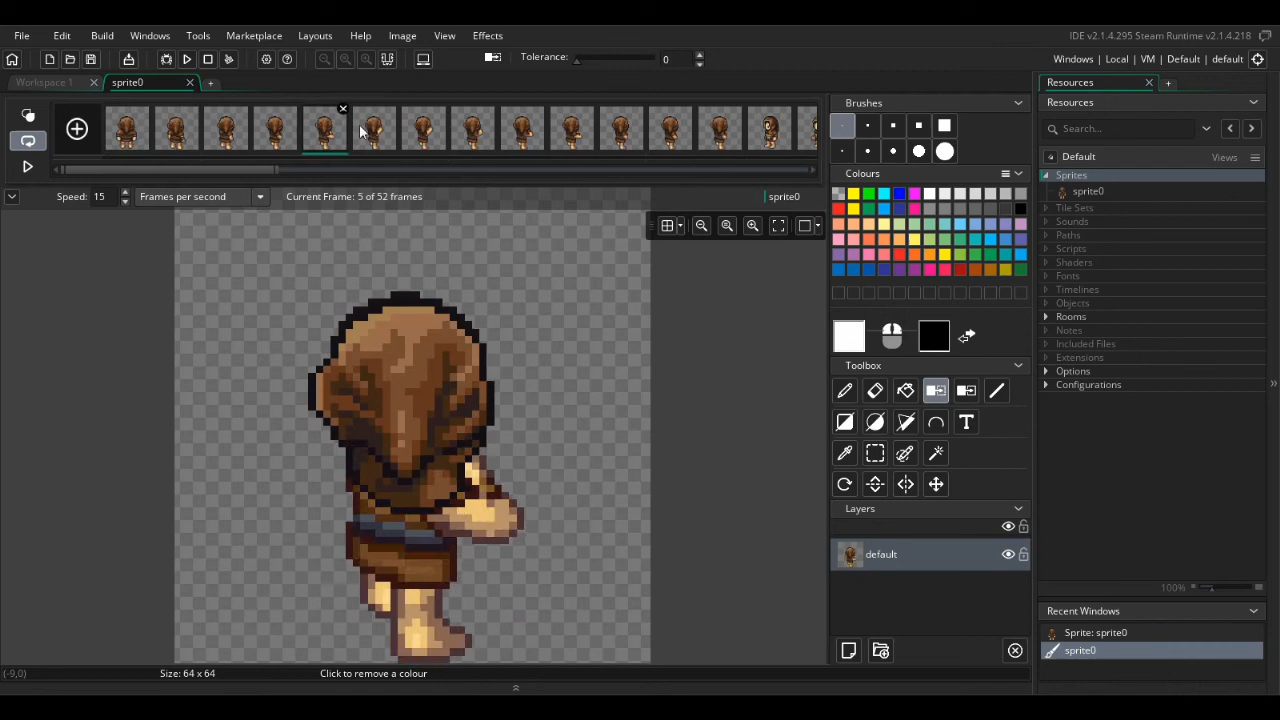 File Edit Build Windows Tools Marketplace Layouts Help Image View Effects IDE v2.1.4.295 Steam Runtime v2.1.4.218
Tolerance: 0 Windows | Local | VM | Default | default
Workspace 1 sprite0 Resources
Brushes Resources
Search...
Default Views
Colours Sprites
sprite0
Speed: 15 Frames per second Current Frame: 5 of 52 frames sprite0
Tile Sets
Sounds
Paths
Scripts
Shaders
Fonts
Timelines
Objects
Rooms
Notes
Included Files
Extensions
Options
Configurations
Toolbox
T
Layers
default
100%
Recent Windows
Sprite: sprite0
sprite0
(-9,0) Size: 64 x 64 Click to remove a colour